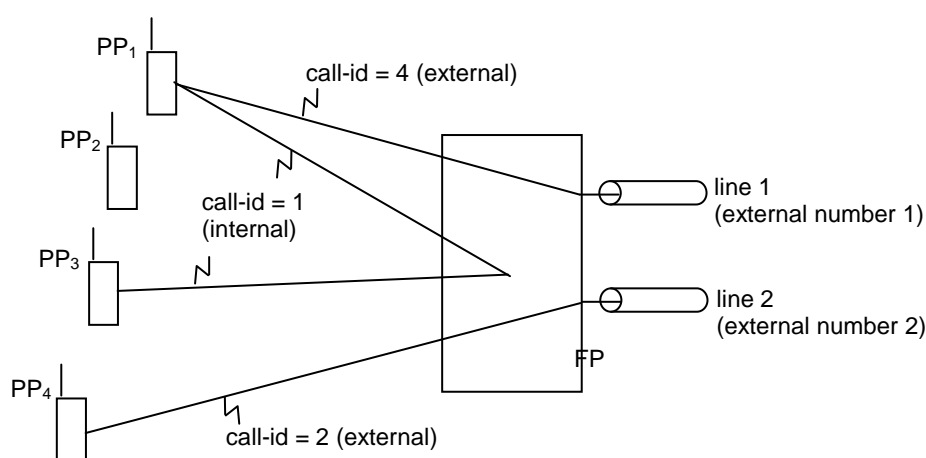 PP₁
call-id = 4 (external)
PP₂
line 1
(external number 1)
call-id = 1
(internal)
PP₃
line 2
(external number 2)
FP
PP₄
call-id = 2 (external)